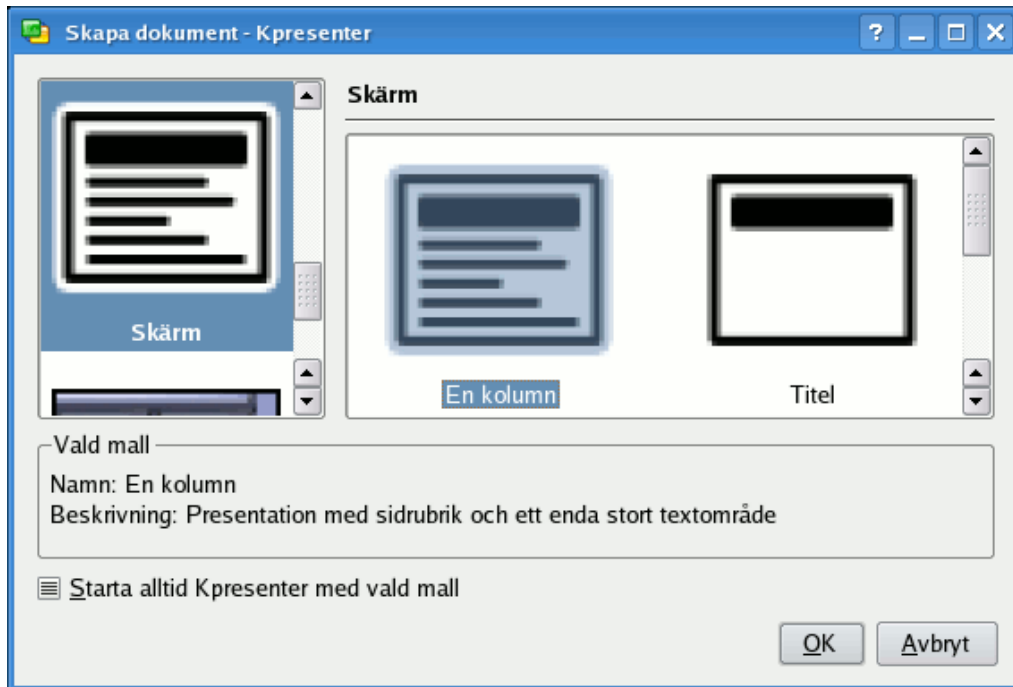 Skapa dokument - Kpresenter
Skärm
Skärm
En kolumn
Titel
Vald mall
Namn: En kolumn
Beskrivning: Presentation med sidrubrik och ett enda stort textområde
Starta alltid Kpresenter med vald mall
OK
Avbryt